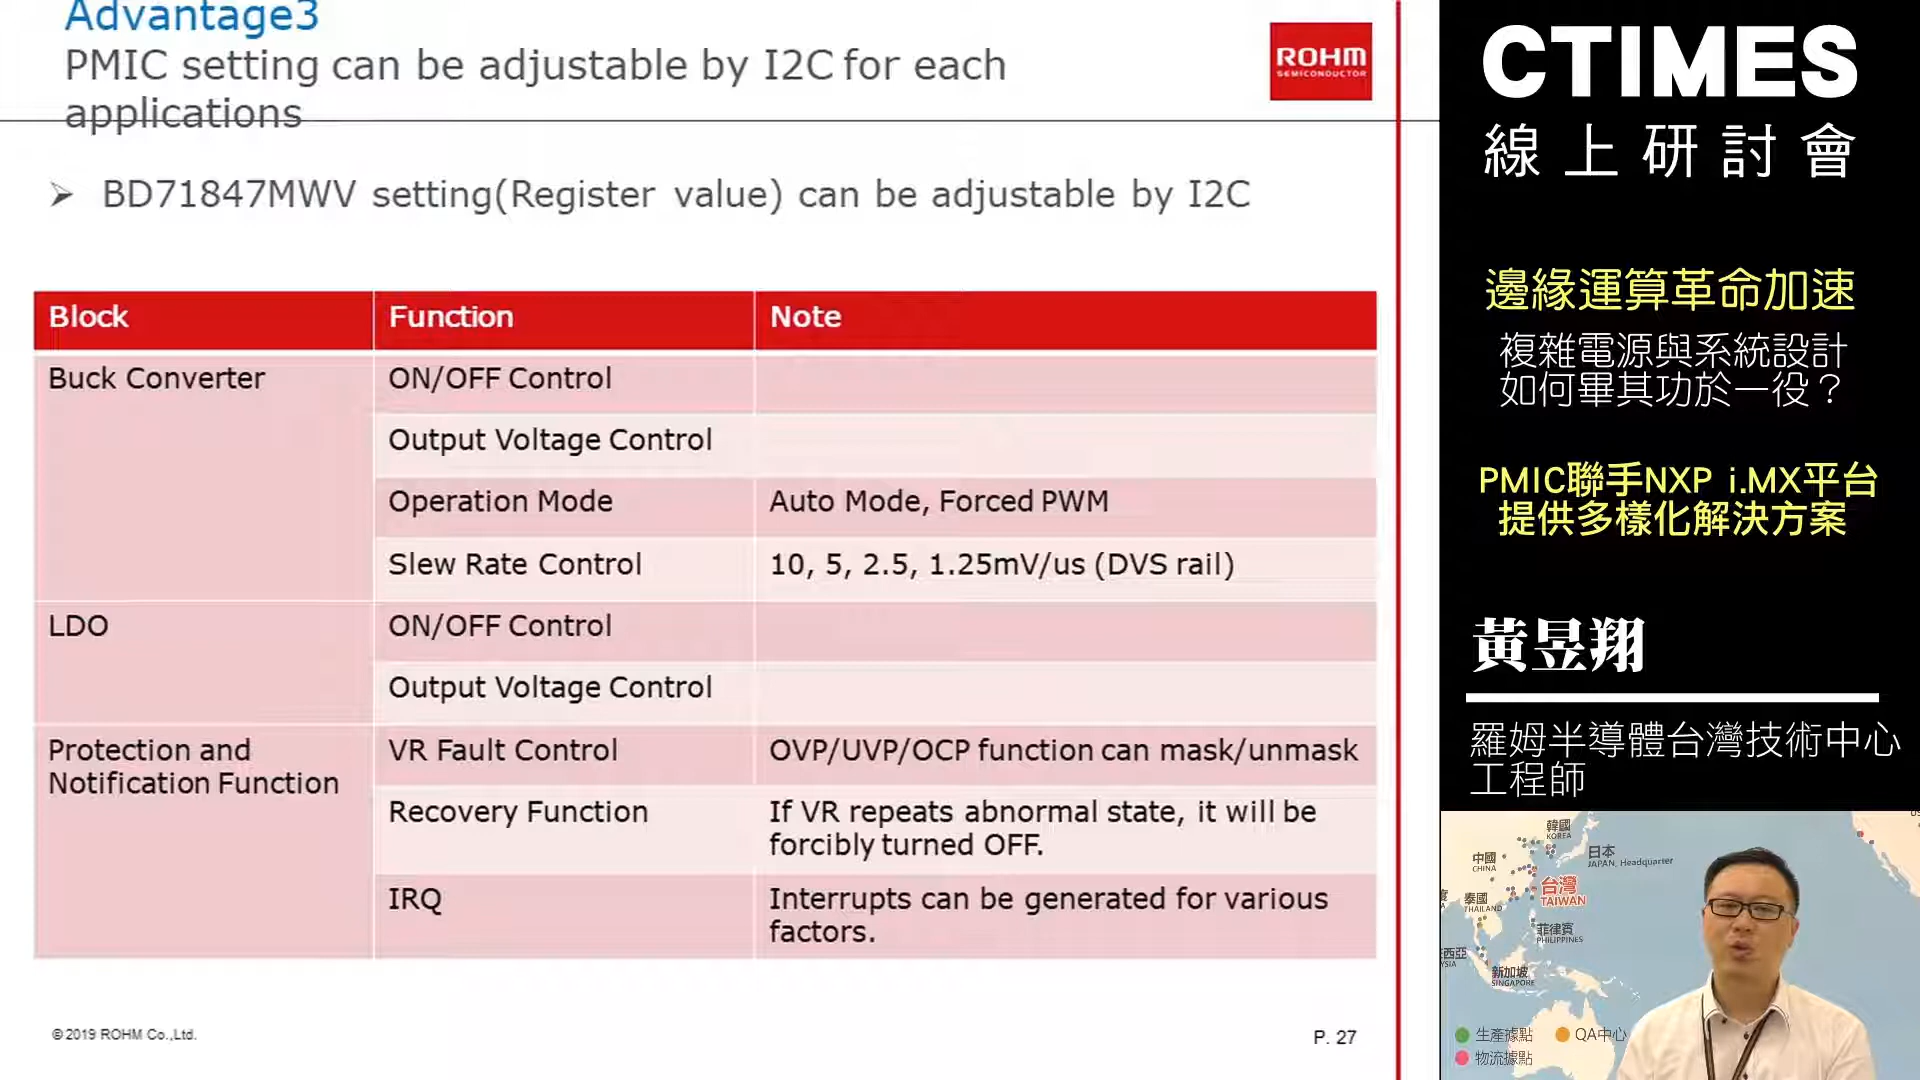 Advantage3
PMIC setting can be adjustable by I2C for each
applications
ROHM
SEMICONDUCTOR
➢ BD71847MWV setting(Register value) can be adjustable by I2C
Block Function Note
Buck Converter ON/OFF Control
Output Voltage Control
Operation Mode Auto Mode, Forced PWM
Slew Rate Control 10, 5, 2.5, 1.25mV/us (DVS rail)
LDO ON/OFF Control
Output Voltage Control
Protection and
Notification Function
VR Fault Control OVP/UVP/OCP function can mask/unmask
Recovery Function If VR repeats abnormal state, it will be
forcibly turned OFF.
IRQ Interrupts can be generated for various
factors.
©2019 ROHM Co.,Ltd.
P. 27
CTIMES
線上研討會
邊緣運算革命加速
複雜電源與系統設計
如何畢其功於一役？
PMIC聯手NXP i.MX平台
提供多樣化解決方案
黃昱翔
羅姆半導體台灣技術中心
工程師
韓國
KOREA
日本
JAPAN, Headquarter
中國
CHINA
台灣
TAIWAN
泰國
THAILAND
菲律賓
PHILIPPINES
西亞
YSIA
新加坡
SINGAPORE
生產據點 QA中心
物流據點